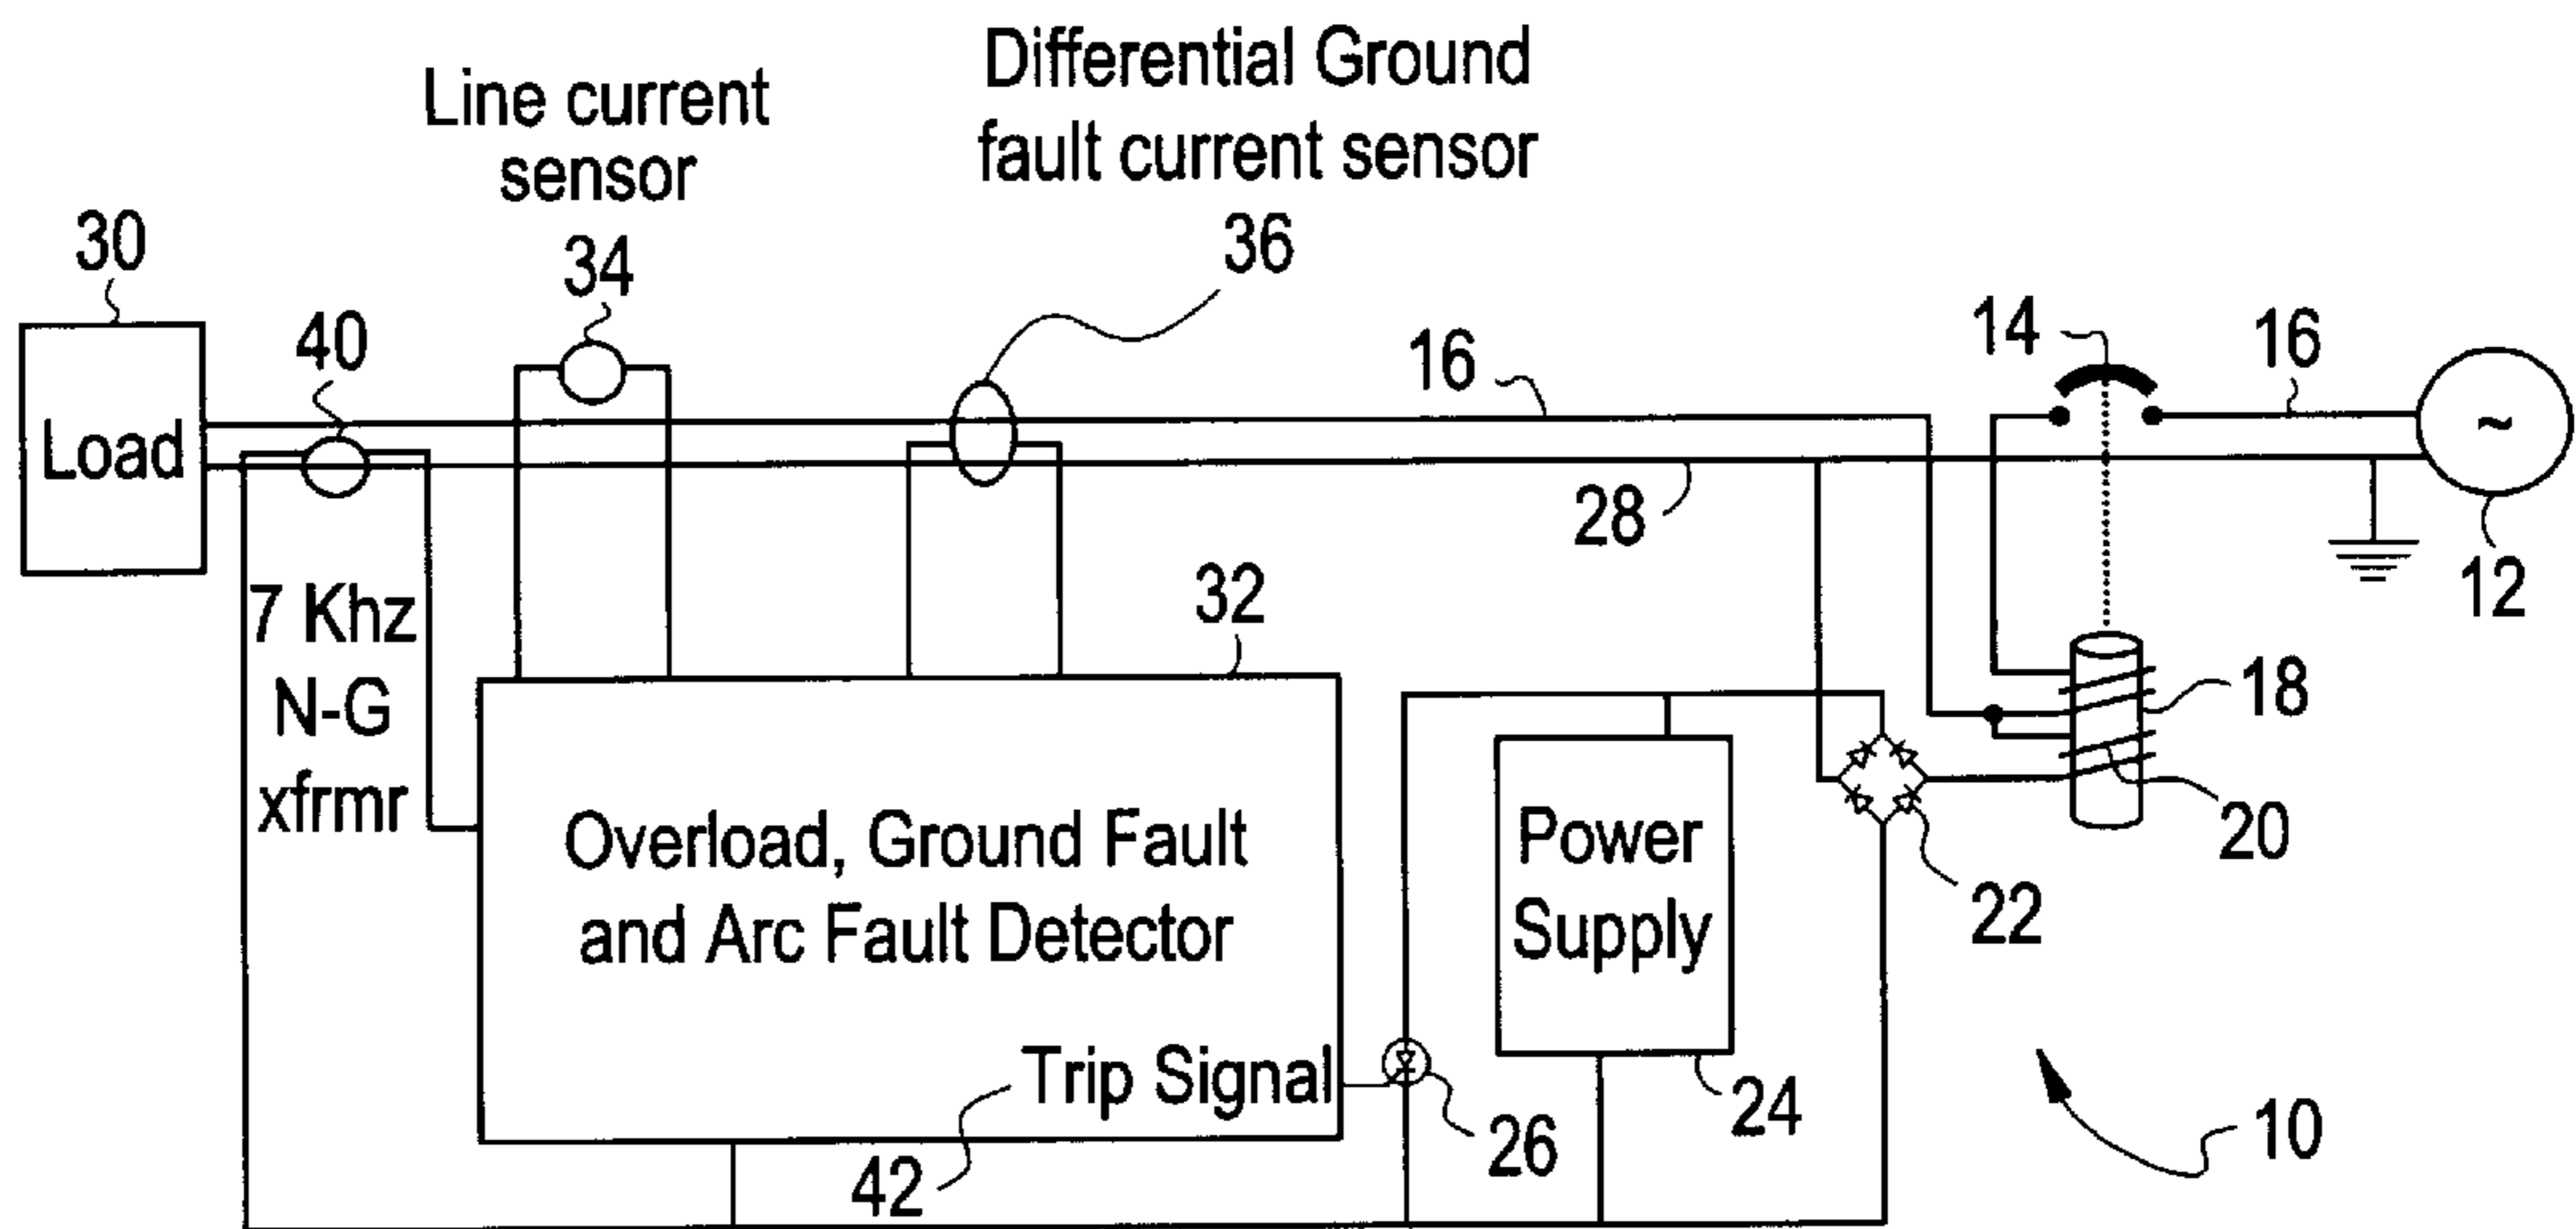 Differential Ground
fault current sensor
36
Line current
sensor
34
30
40
Load
16
14
16
~
28
12
7 Khz
N-G
xfrmr
32
18
20
22
Overload, Ground Fault
and Arc Fault Detector
Trip Signal
42
26
Power
Supply
24
10